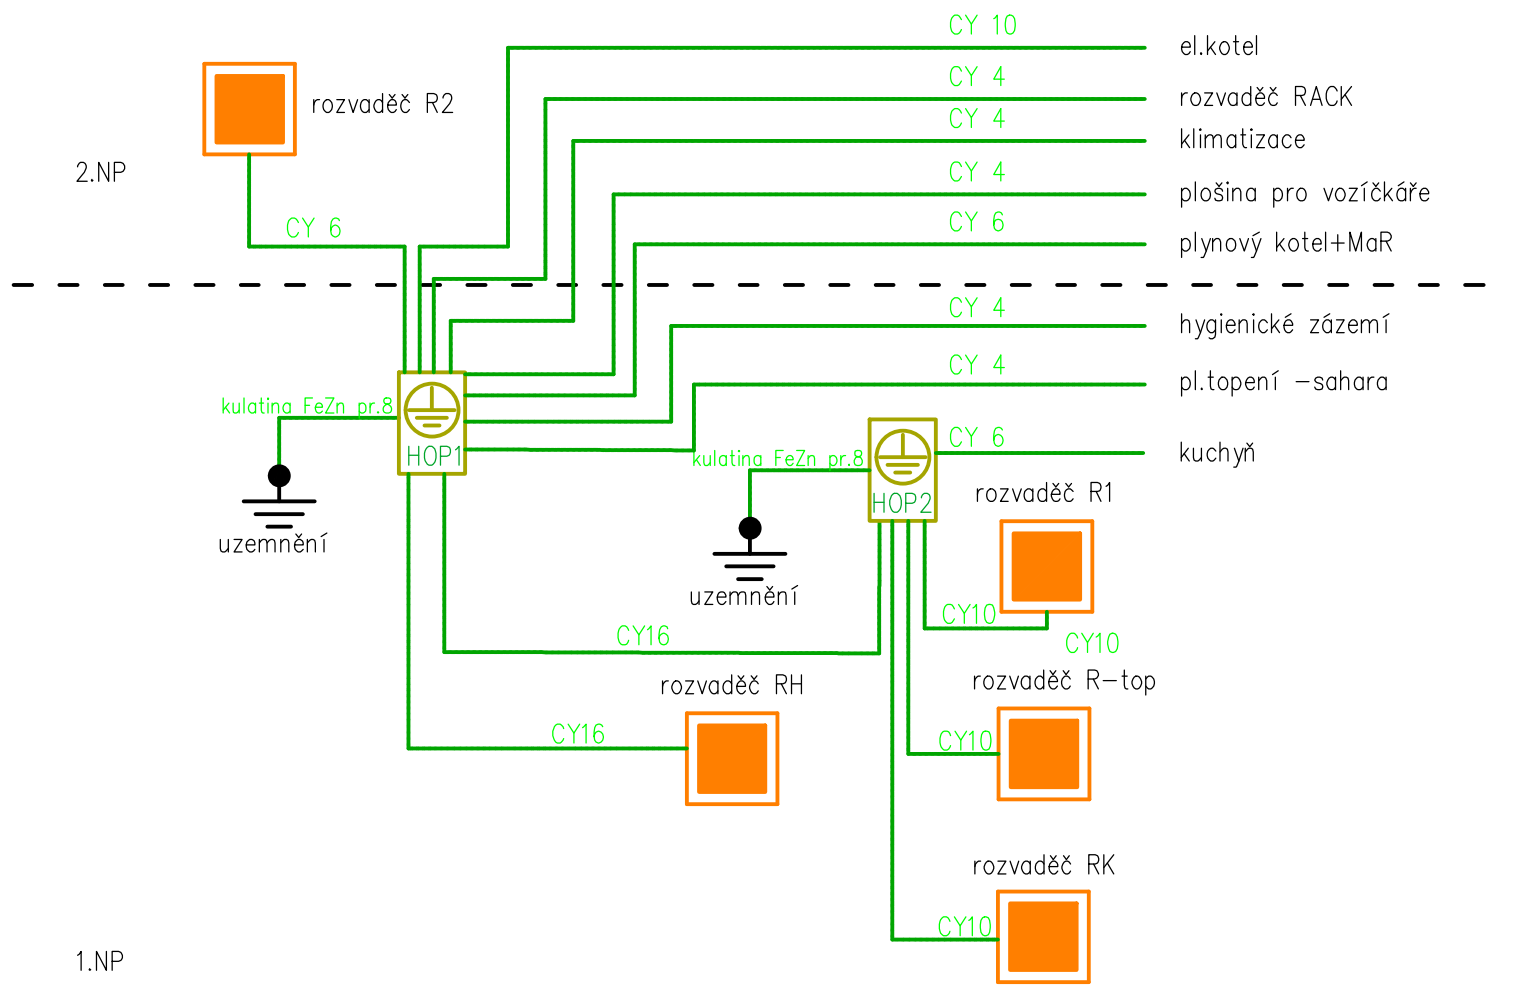 CY 10
el.kotel
CY 4
rozvaděč RACK
rozvaděč R2
CY 4
klimatizace
2.NP
CY 4
plošina pro vozíčkáře
CY 6
CY 6
plynový kotel+MaR
CY 4
hygienické zázemí
CY 4
pl.topení –sahara
kulatina FeZn pr.8
HOP1
CY 6
kuchyň
kulatina FeZn pr.8
HOP2
rozvaděč R1
uzemnění
uzemnění
CY10
CY16
CY10
rozvaděč RH
rozvaděč R–top
CY16
CY10
rozvaděč RK
CY10
1.NP